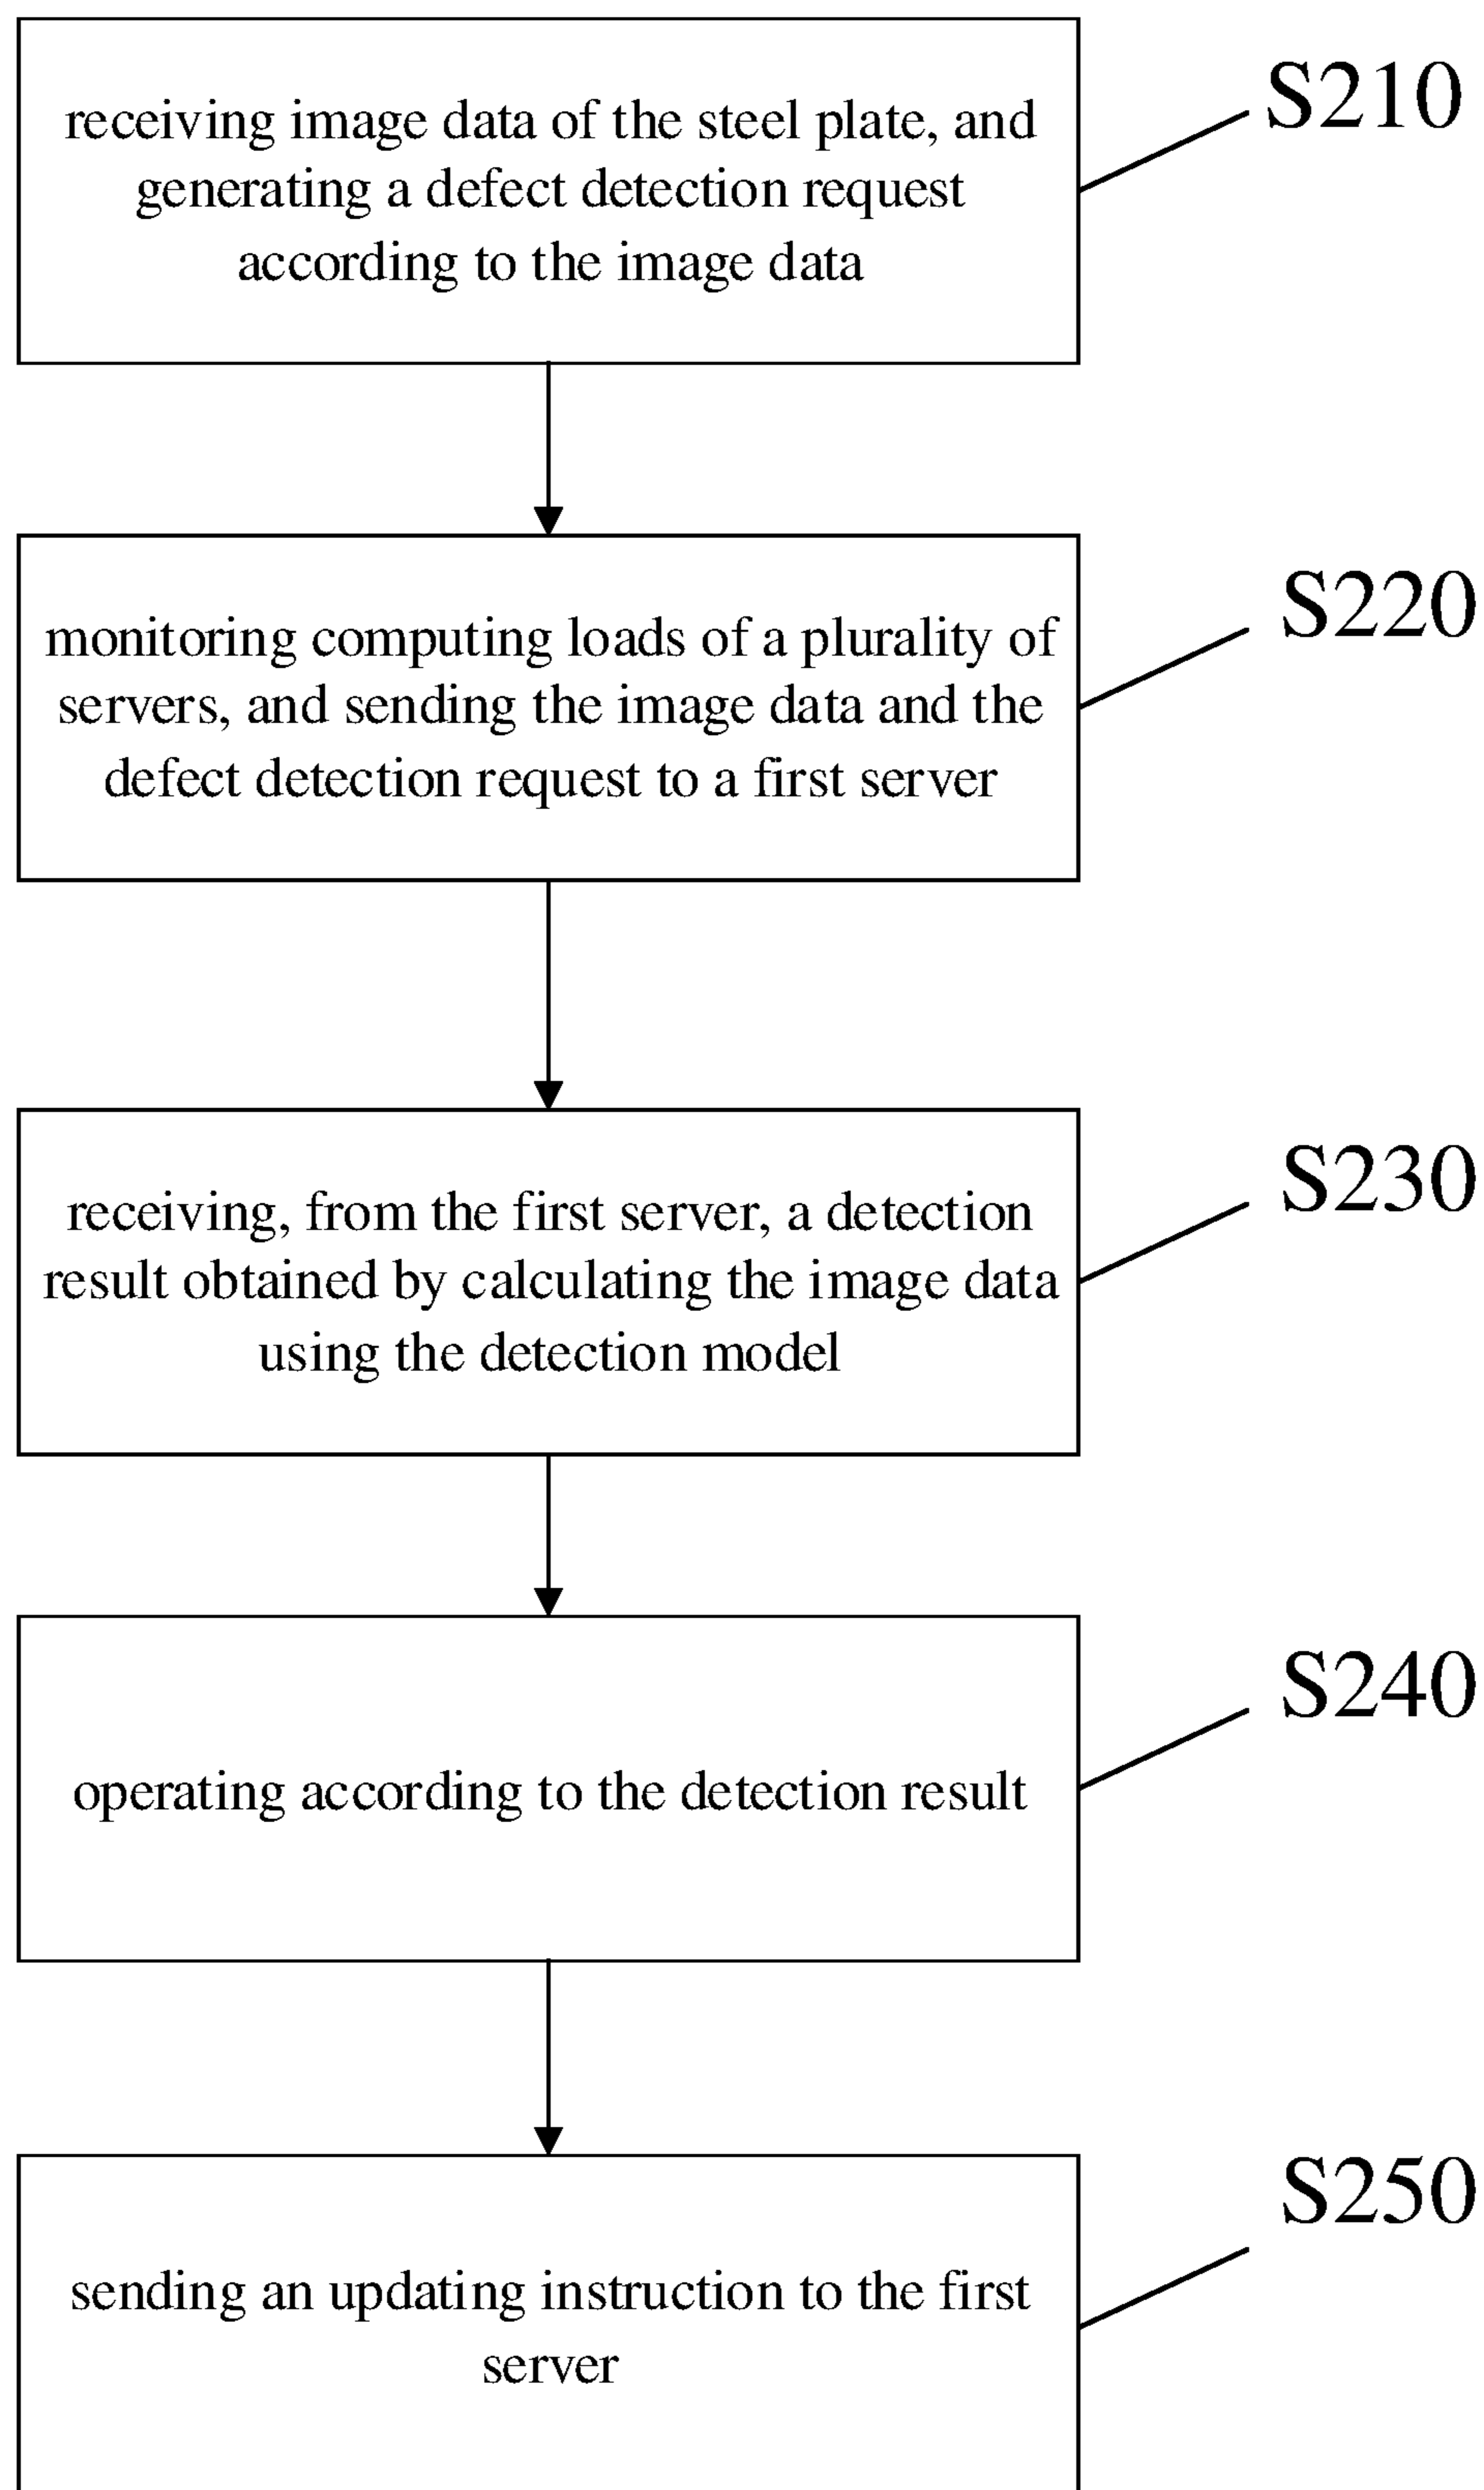 receiving image data of the steel plate, and
generating a defect detection request
according to the image data
S210
monitoring computing loads of a plurality of
servers, and sending the image data and the
defect detection request to a first server
S220
receiving, from the first server, a detection
result obtained by calculating the image data
using the detection model
S230
operating according to the detection result
S240
sending an updating instruction to the first
server
S250